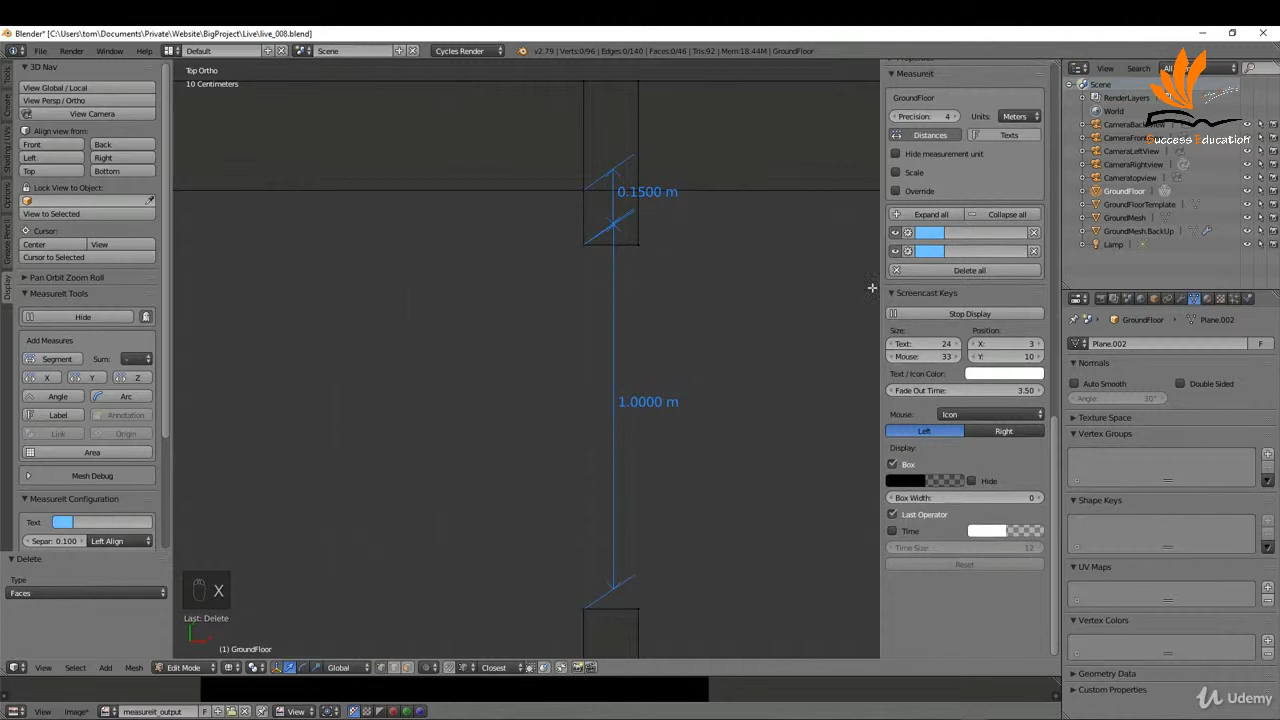 Blender* [C:\Users\tom\Documents\Private\Website\BigProject\Live\live_008.blend]
File Render Window Help Default Scene Cycles Render v2.79 | Verts:0/96 | Edges:0/140 | Faces:0/46 | Tris:92 | Mem:18.44M | GroundFloor
3D Nav
View Global / Local
View Persp / Ortho
View Camera
Align view from:
Front Back
Left Right
Top Bottom
Lock View to Object:
View to Selected
Cursor:
Center View
Cursor to Selected
Pan Orbit Zoom Roll
MeasureIt Tools
Hide
Add Measures
Segment Sum: -
X Y Z
Angle Arc
Label Annotation
Link Origin
Area
Mesh Debug
MeasureIt Configuration
Text
Separ: 0.100 Left Align
Delete
Type
Faces
Tools
Create
Shading / UVs
Options
Grease Pencil
Display
Top Ortho
10 Centimeters
0.1500 m
1.0000 m
X
Last: Delete
(1) GroundFloor
View Select Add Mesh Edit Mode Global Closest
View Image* measureit_output F View
Measureit
GroundFloor
Precision: 4 Units: Meters
Distances Texts
Hide measurement unit
Scale
Override
Expand all Collapse all
Delete all
Screencast Keys
Stop Display
Size: Position:
Text: 24 X: 3
Mouse: 33 Y: 10
Text / Icon Color:
Fade Out Time: 3.50
Mouse: Icon
Left Right
Display:
Box
Hide
Box Width: 0
Last Operator
Time
Time Size: 12
Reset
View Search
Scene
RenderLayers
World
GroundFloor
GroundFloorTemplate
GroundMesh
GroundMesh.BackUp
Lamp
CameraLeftView
CameraRightview
Cameratopview
Success Education
GroundFloor Plane.002
Plane.002 F
Normals
Auto Smooth Double Sided
Angle: 30°
Texture Space
Vertex Groups
Shape Keys
UV Maps
Vertex Colors
Geometry Data
Custom Properties
Udemy